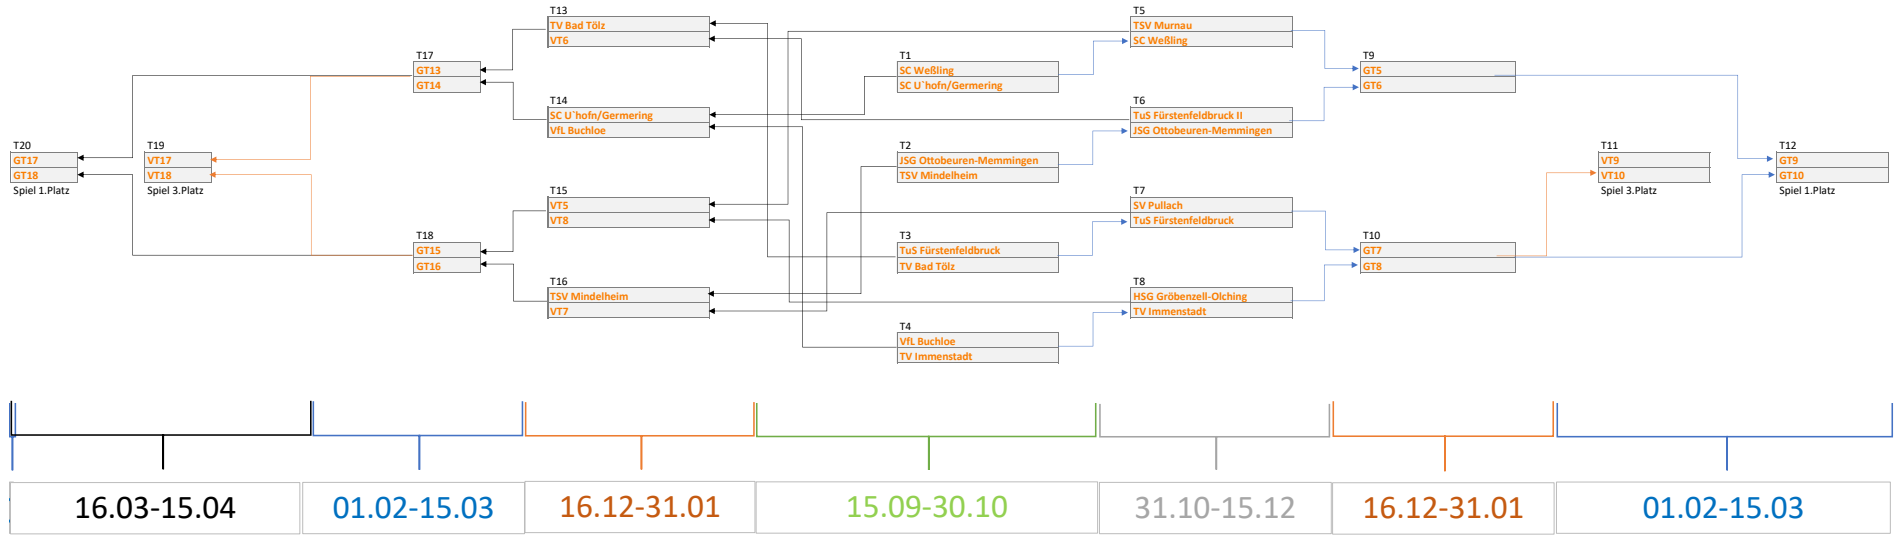 T13
TV Bad Tölz
VT6
T5
TSV Murnau
SC Weßling
T17
GT13
GT14
T1
SC Weßling
SC U`hofn/Germering
T9
GT5
GT6
T14
SC U`hofn/Germering
VfL Buchloe
T6
TuS Fürstenfeldbruck II
JSG Ottobeuren-Memmingen
T20
GT17
GT18
Spiel 1.Platz
T19
VT17
VT18
Spiel 3.Platz
T2
JSG Ottobeuren-Memmingen
TSV Mindelheim
T11
VT9
VT10
Spiel 3.Platz
T12
GT9
GT10
Spiel 1.Platz
T15
VT5
VT8
T7
SV Pullach
TuS Fürstenfeldbruck
T18
GT15
GT16
T3
TuS Fürstenfeldbruck
TV Bad Tölz
T10
GT7
GT8
T16
TSV Mindelheim
VT7
T8
HSG Gröbenzell-Olching
TV Immenstadt
T4
VfL Buchloe
TV Immenstadt
16.03-15.04
01.02-15.03
16.12-31.01
15.09-30.10
31.10-15.12
16.12-31.01
01.02-15.03